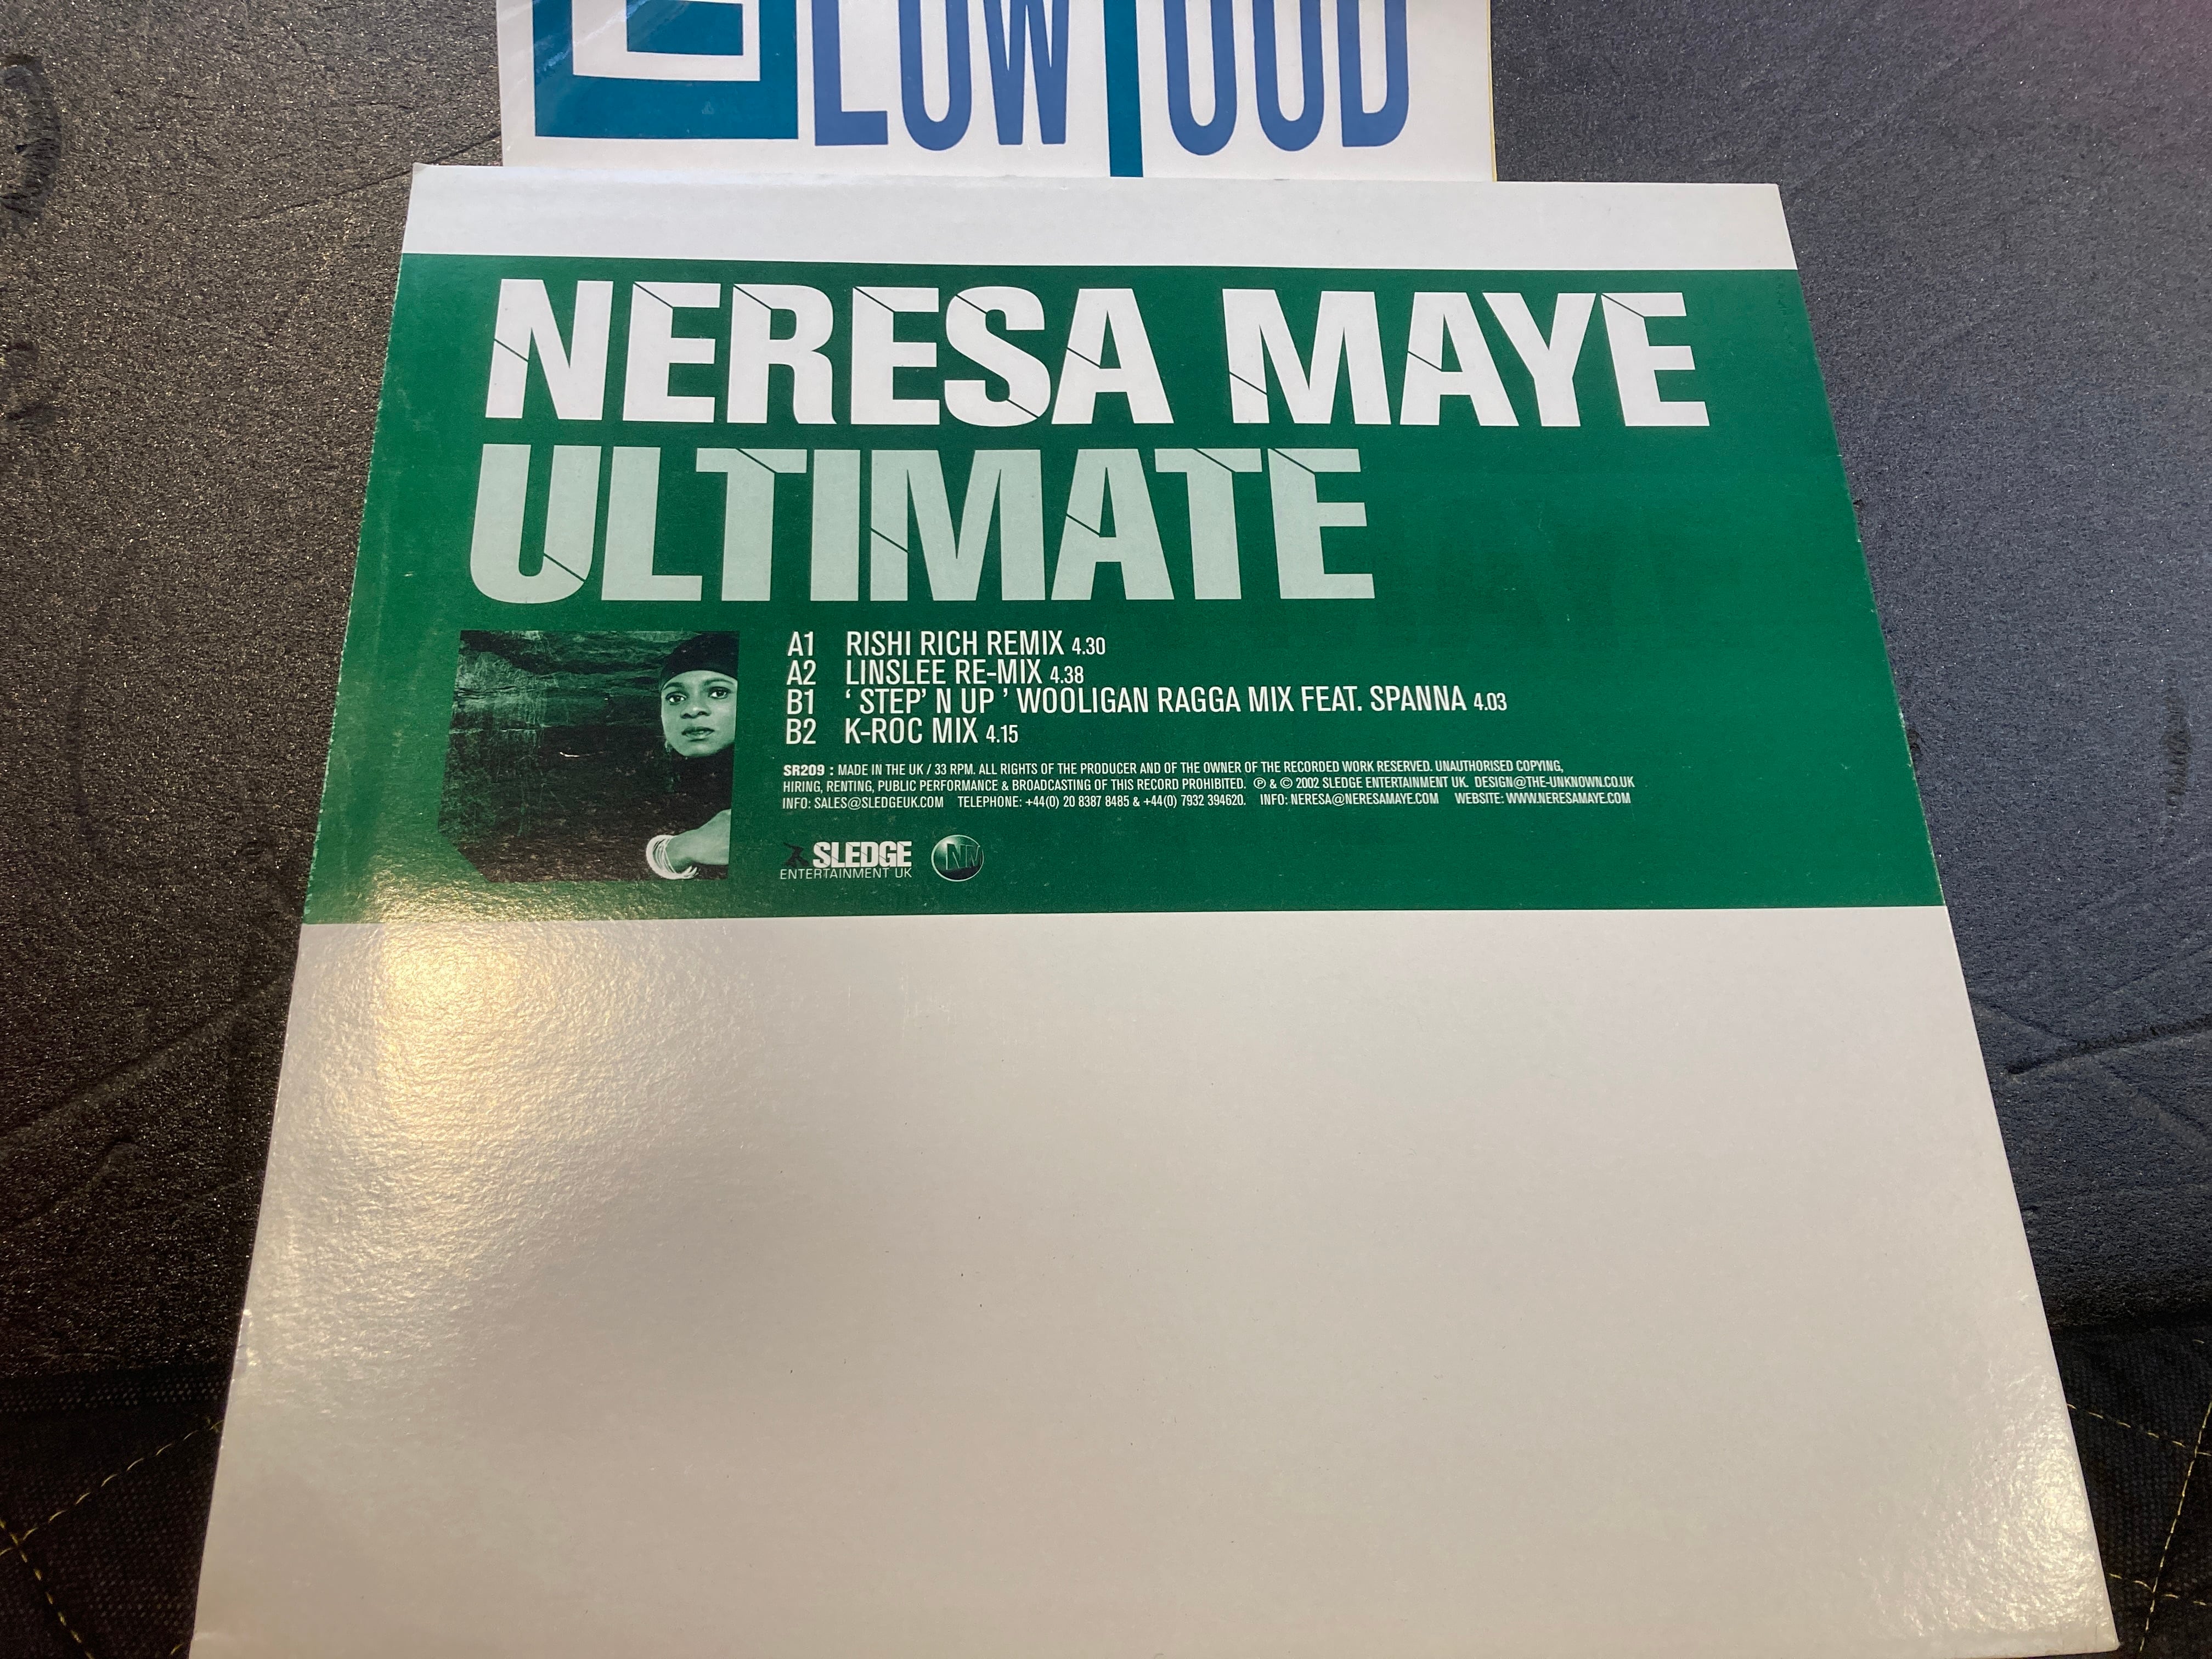 LOWFOOD
NERESA MAYE
ULTIMATE
A1 RISHI RICH REMIX 4.30
A2 LINSLEE RE-MIX 4.38
B1 ‘ STEP’ N UP ’ WOOLIGAN RAGGA MIX FEAT. SPANNA 4.03
B2 K-ROC MIX 4.15
SR209 : MADE IN THE UK / 33 RPM. ALL RIGHTS OF THE PRODUCER AND OF THE OWNER OF THE RECORDED WORK RESERVED. UNAUTHORISED COPYING,
HIRING, RENTING, PUBLIC PERFORMANCE & BROADCASTING OF THIS RECORD PROHIBITED. ℗ & © 2002 SLEDGE ENTERTAINMENT UK. DESIGN@THE-UNKNOWN.CO.UK
INFO: SALES@SLEDGEUK.COM TELEPHONE: +44(0) 20 8387 8485 & +44(0) 7932 394620. INFO: NERESA@NERESAMAYE.COM WEBSITE: WWW.NERESAMAYE.COM
SLEDGE
ENTERTAINMENT UK